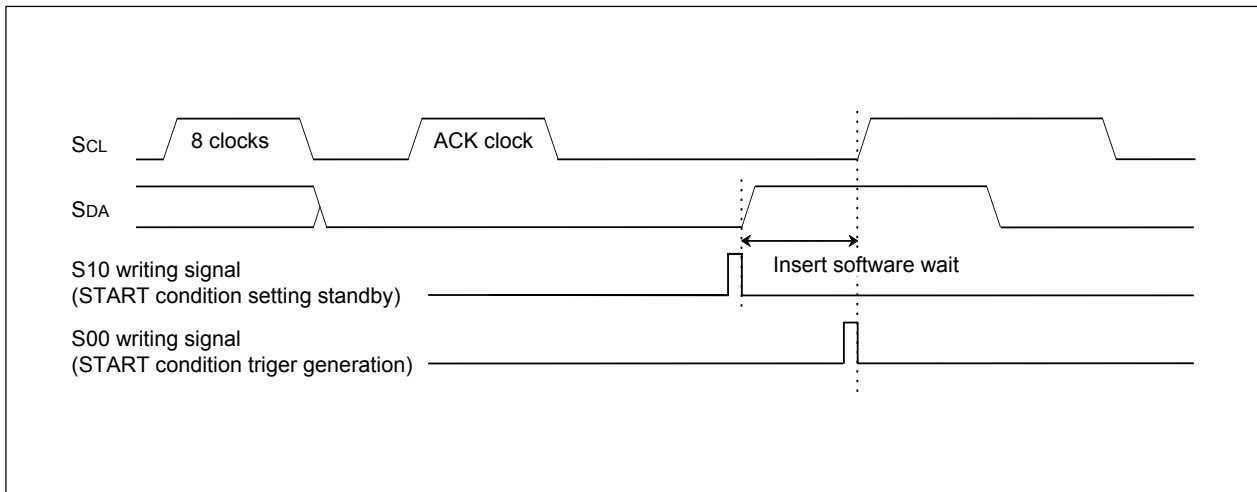 SCL
8 clocks
ACK clock
SDA
Insert software wait
S10 writing signal
(START condition setting standby)
S00 writing signal
(START condition triger generation)